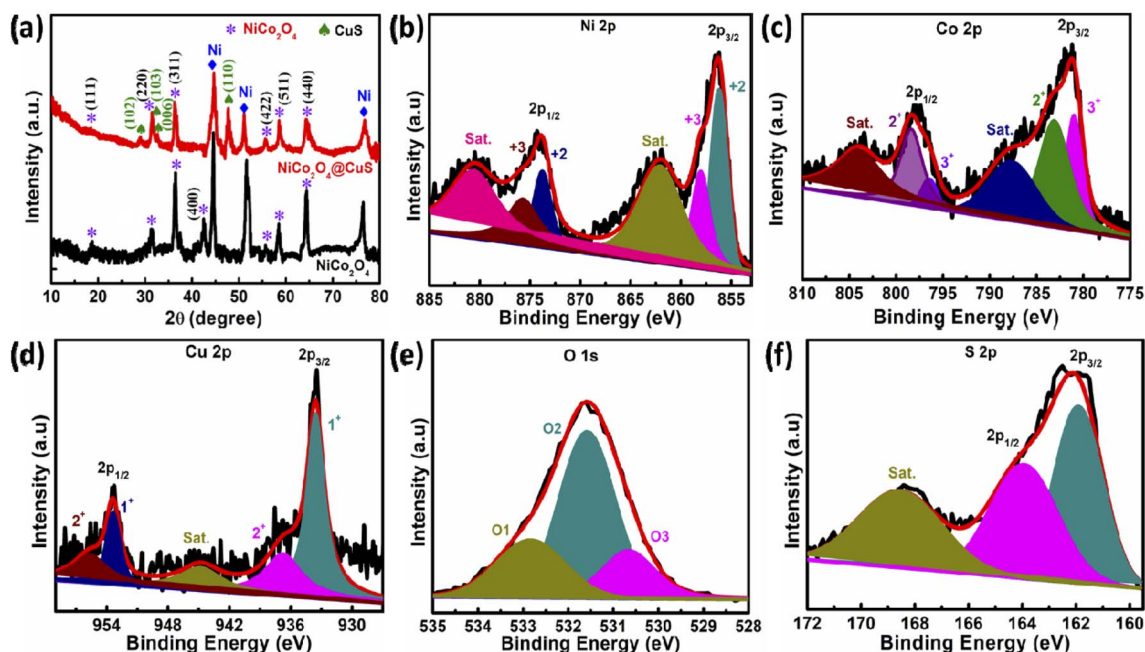 (a)
* NiCo2O4 ♠ CuS
Intensity (a.u.)
(111)
(102)
(220)
(103)
(006)
(311)
Ni
(110)
Ni
(422)
(511)
(440)
Ni
NiCo2O4@CuS
(400)
NiCo2O4
10 20 30 40 50 60 70 80
2θ (degree)
(b)
Ni 2p
Intensity (a.u)
Sat.
2p1/2
+3
+2
Sat.
2p3/2
+3
+2
885 880 873 867 861 855
Binding Energy (eV)
(c)
Co 2p
Intensity (a.u)
Sat.
2p1/2
2+
3+
Sat.
2p3/2
2+
3+
810 805 800 795 790 785 780 775
Binding Energy (eV)
(d)
Cu 2p
Intensity (a.u)
2+
2p1/2
1+
Sat.
2+
2p3/2
1+
954 948 942 936 930
Binding Energy (eV)
(e)
O 1s
Intensity (a.u)
O1
O2
O3
535 534 533 532 531 530 529 528
Binding Energy (eV)
(f)
S 2p
Intensity (a.u)
Sat.
2p1/2
2p3/2
172 170 168 166 164 162 160
Binding Energy (eV)